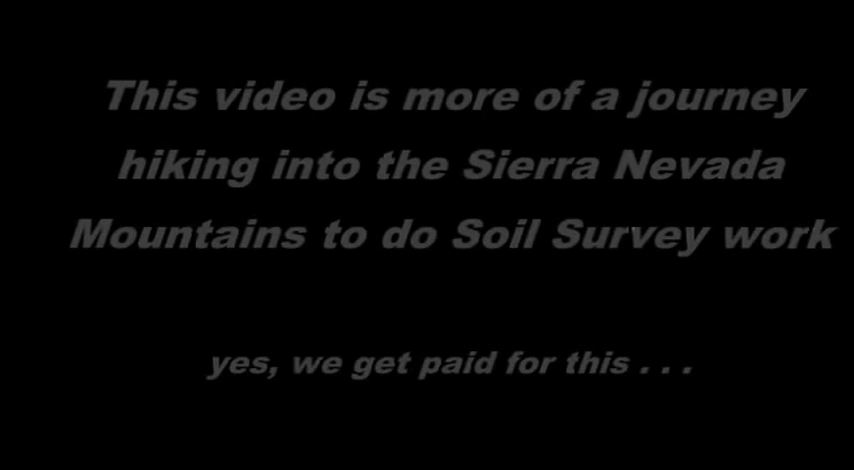 This video is more of a journey
hiking into the Sierra Nevada
Mountains to do Soil Survey work
yes, we get paid for this . . .